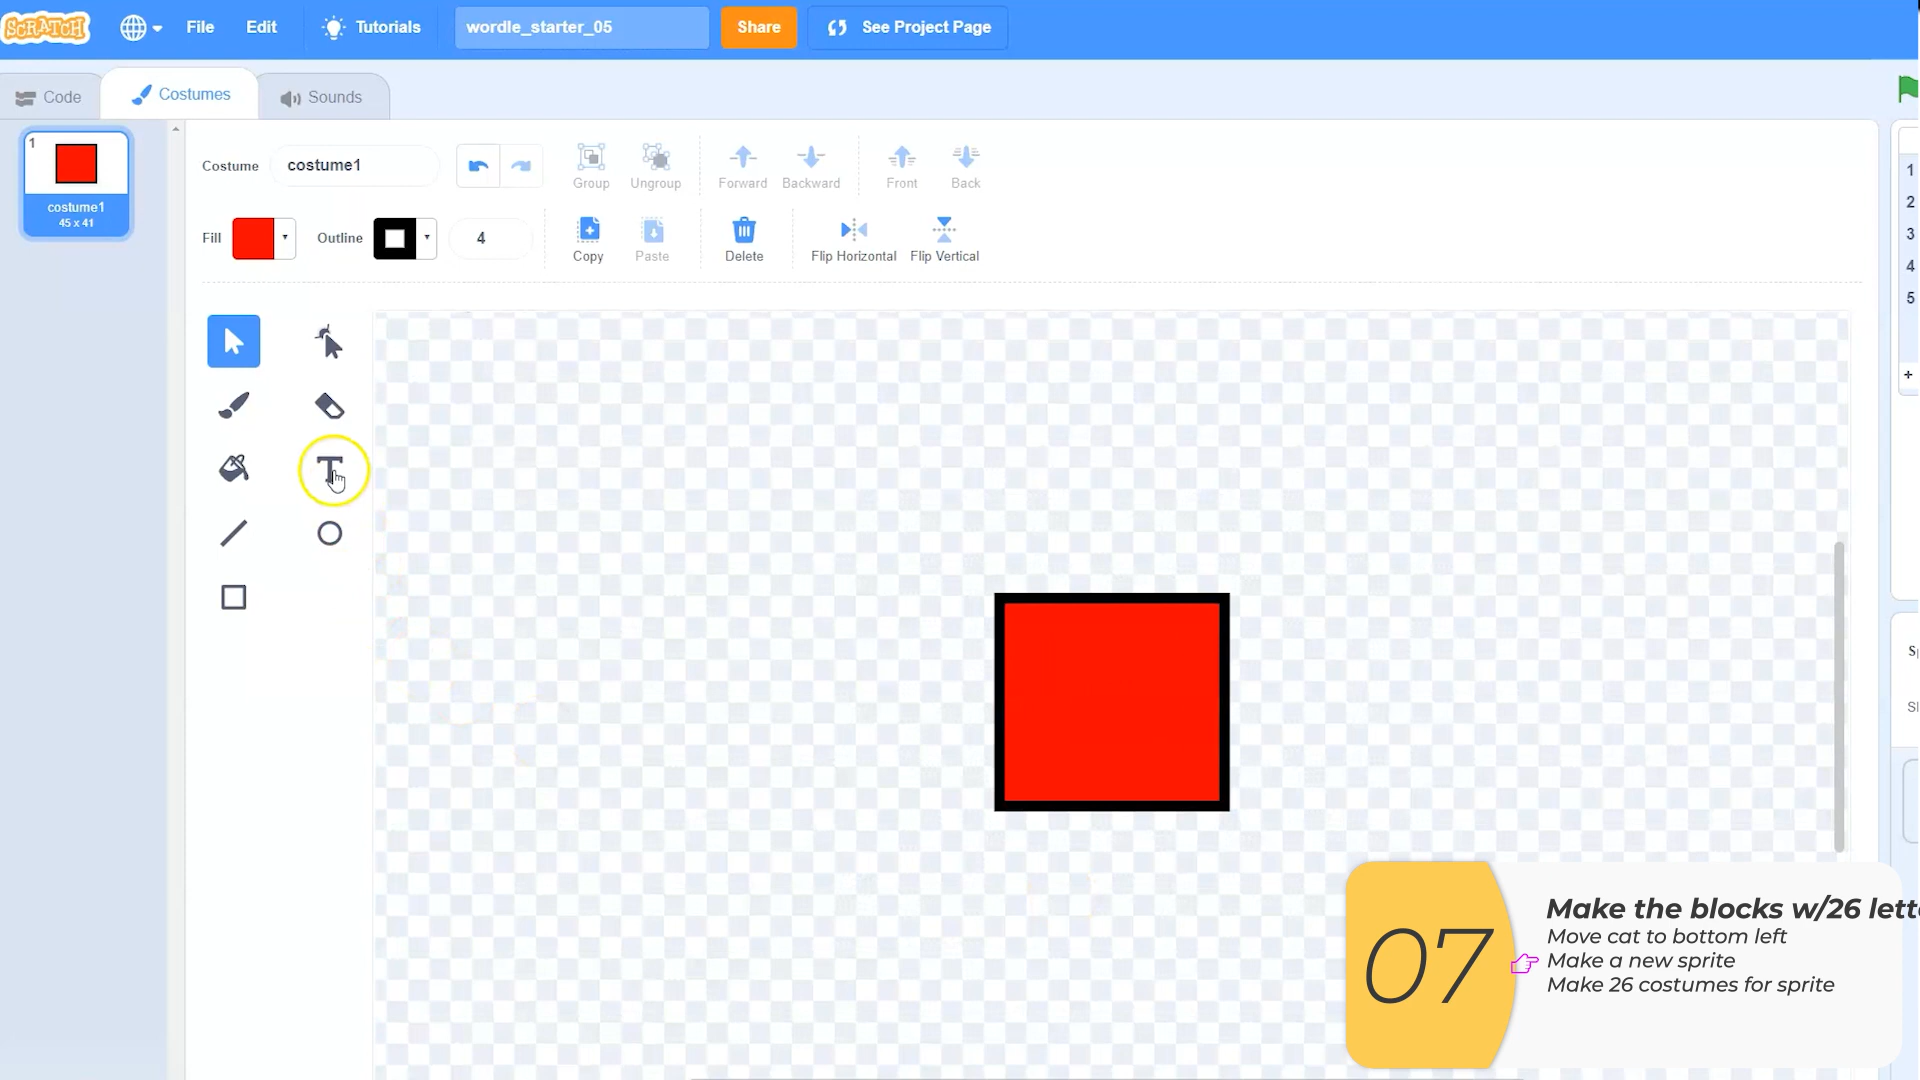 SCRATCH File Edit Tutorials wordle_starter_05 Share See Project Page
Code Costumes Sounds
1
costume1
45 x 41
Costume costume1 Group Ungroup Forward Backward Front Back
Fill Outline 4 Copy Paste Delete Flip Horizontal Flip Vertical
T
1
2
3
4
5
+
07
Make the blocks w/26 lett
Move cat to bottom left
Make a new sprite
Make 26 costumes for sprite